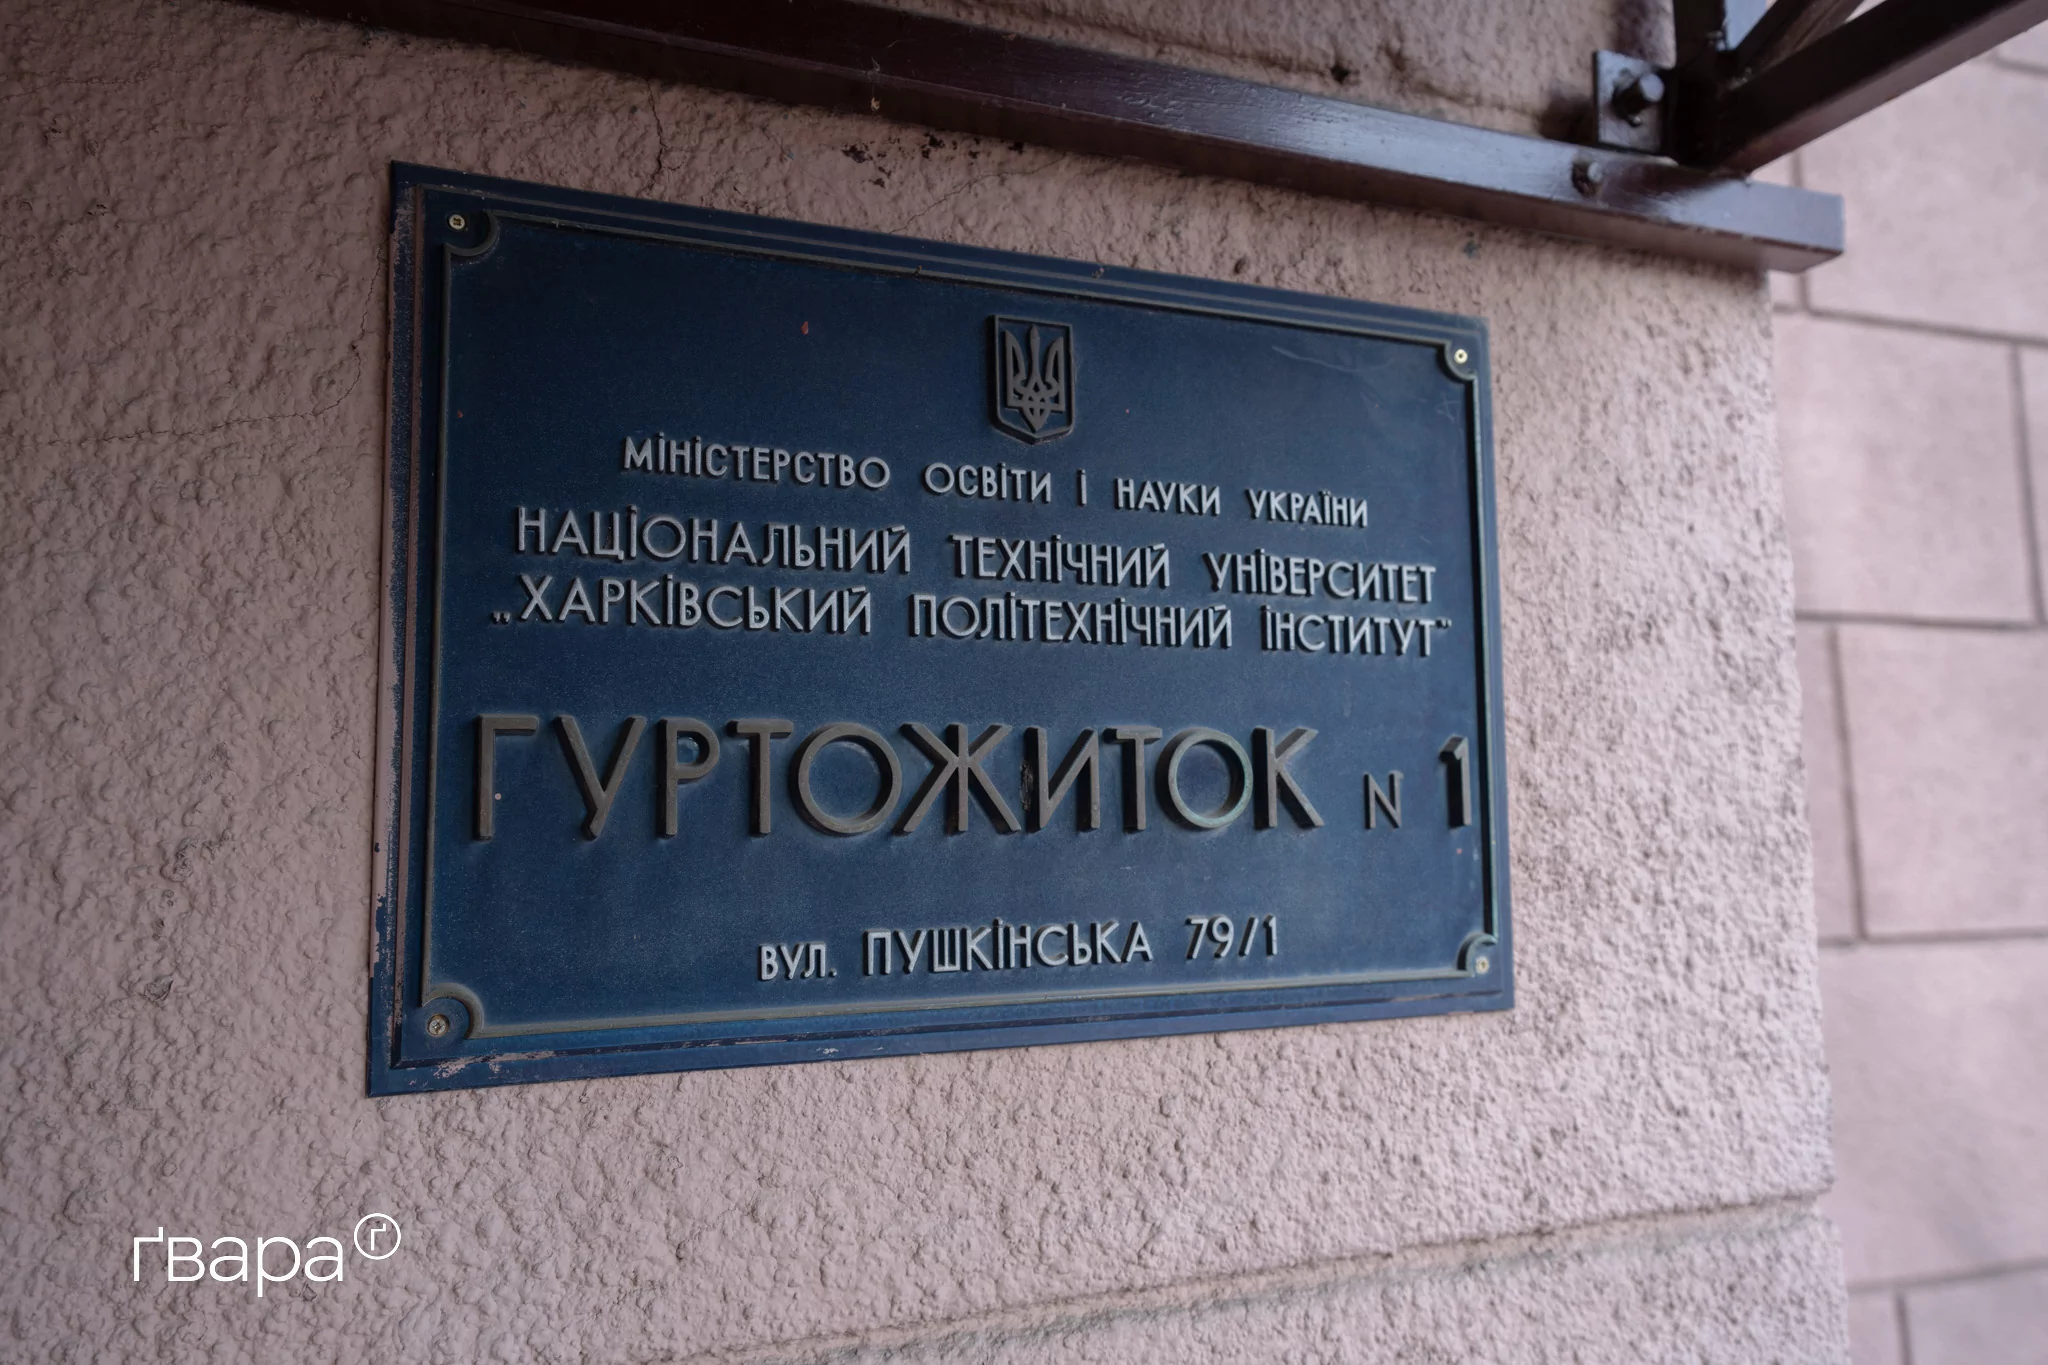 МІНІСТЕРСТВО ОСВІТИ І НАУКИ УКРАЇНИ
НАЦІОНАЛЬНИЙ ТЕХНІЧНИЙ УНІВЕРСИТЕТ
„ХАРКІВСЬКИЙ ПОЛІТЕХНІЧНИЙ ІНСТИТУТ"
ГУРТОЖИТОК N 1
ВУЛ. ПУШКІНСЬКА 79/1
ґвара ґ